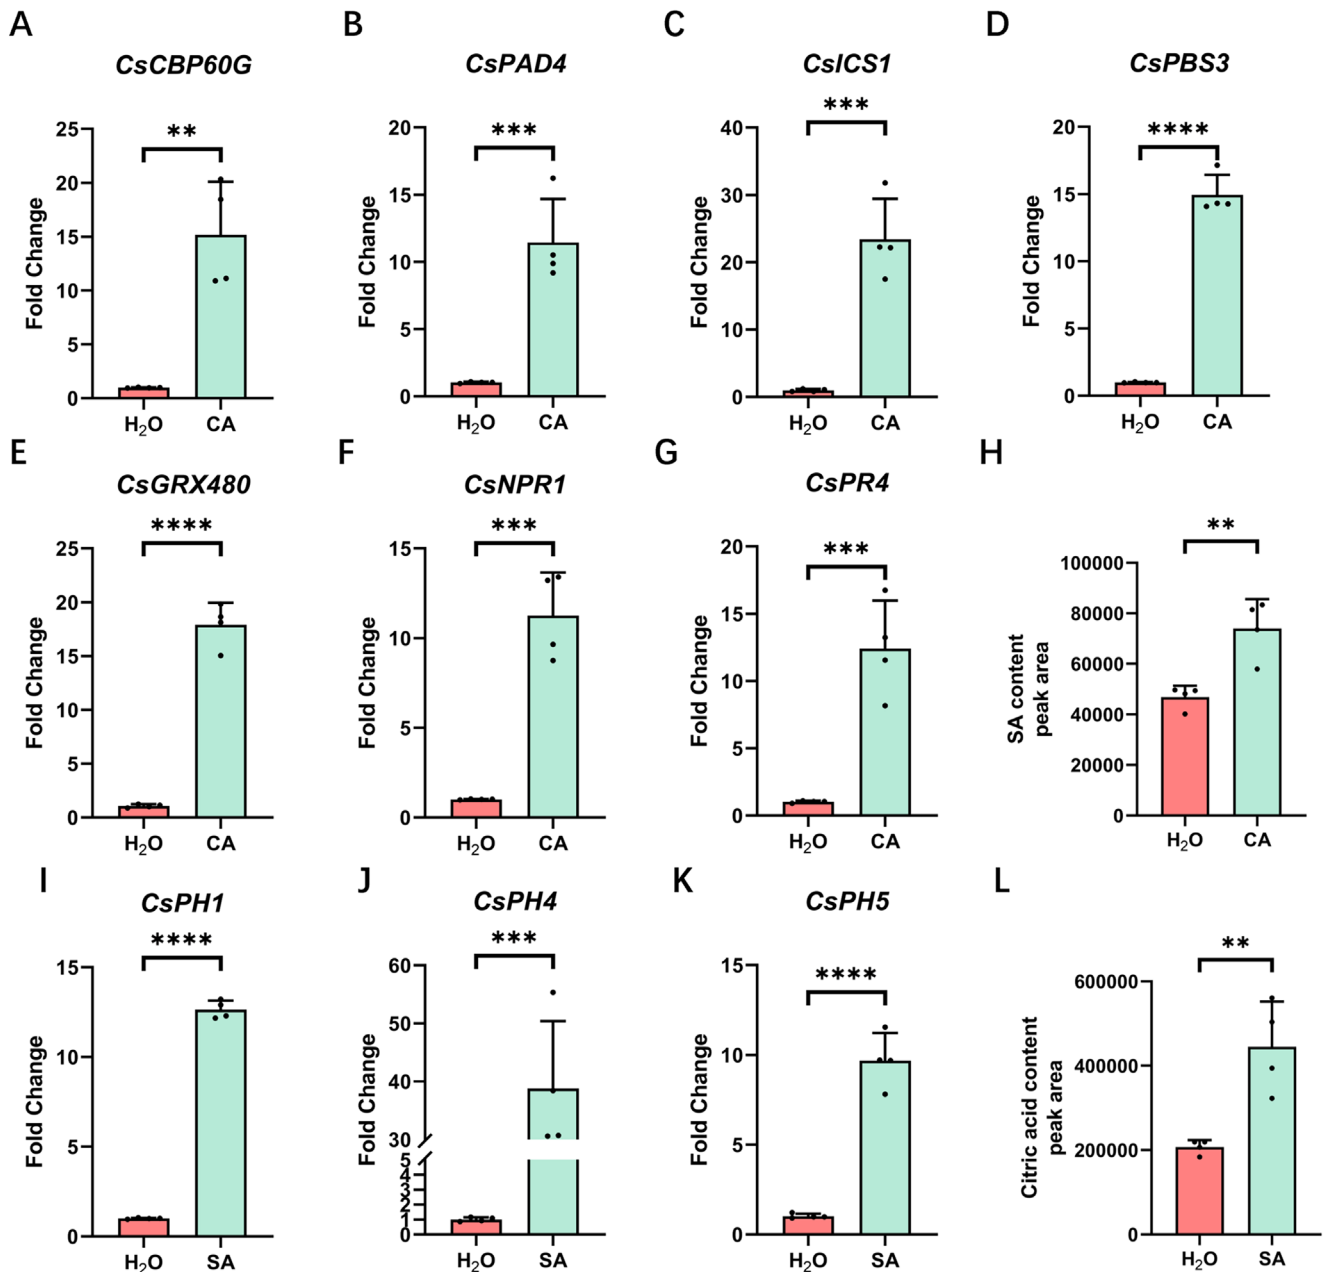 A
CsCBP60G
**
Fold Change
25
20
15
10
5
0
H₂O CA
B
CsPAD4
***
Fold Change
20
15
10
5
0
H₂O CA
C
CsICS1
***
Fold Change
40
30
20
10
0
H₂O CA
D
CsPBS3
****
Fold Change
20
15
10
5
0
H₂O CA
E
CsGRX480
****
Fold Change
25
20
15
10
5
0
H₂O CA
F
CsNPR1
***
Fold Change
15
10
5
0
H₂O CA
G
CsPR4
***
Fold Change
20
15
10
5
0
H₂O CA
H
**
SA content
peak area
100000
80000
60000
40000
20000
0
H₂O CA
I
CsPH1
****
Fold Change
15
10
5
0
H₂O SA
J
CsPH4
***
Fold Change
60
50
40
30
5
4
3
2
1
0
H₂O SA
K
CsPH5
****
Fold Change
15
10
5
0
H₂O SA
L
**
Citric acid content
peak area
600000
400000
200000
0
H₂O SA